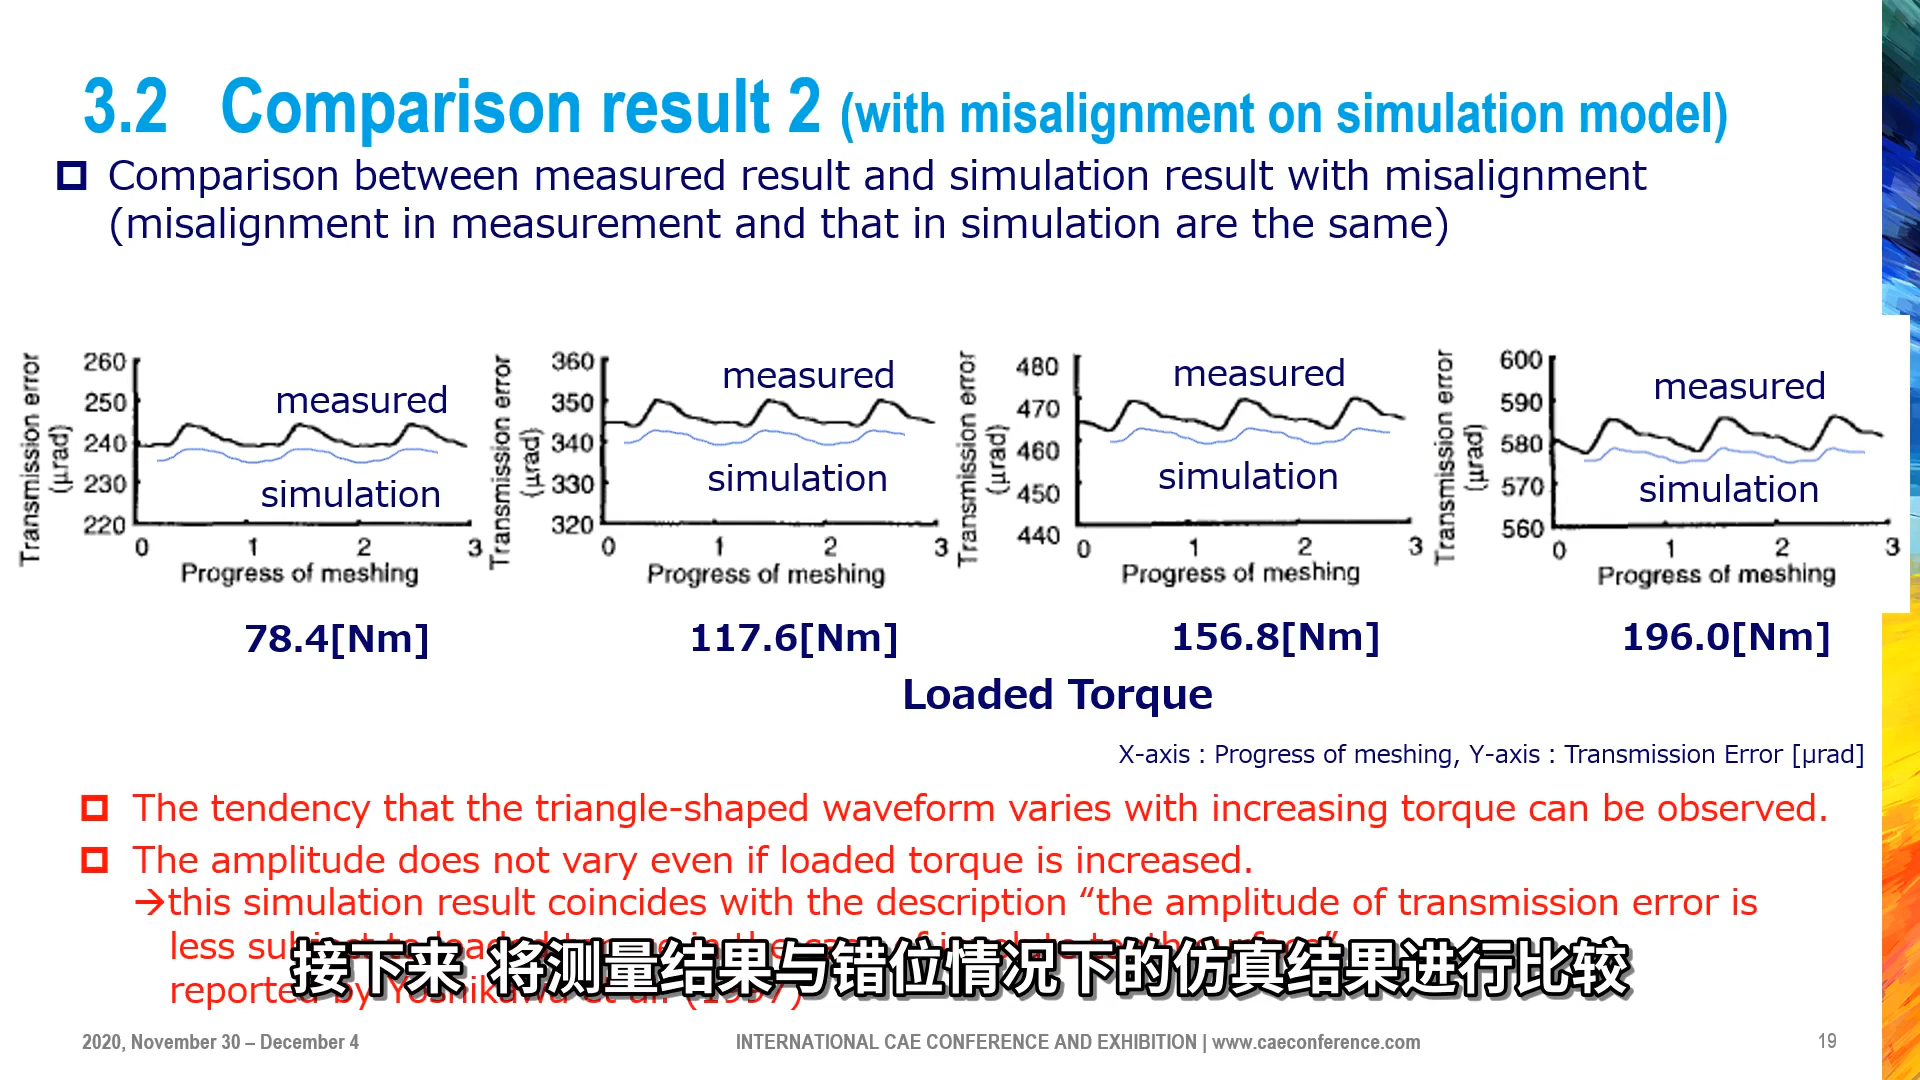 3.2 Comparison result 2 (with misalignment on simulation model)
Comparison between measured result and simulation result with misalignment
(misalignment in measurement and that in simulation are the same)
Transmission error
(μrad)
260
250
240
230
220
measured
simulation
0 1 2 3
Progress of meshing
Transmission error
(μrad)
360
350
340
330
320
measured
simulation
0 1 2 3
Progress of meshing
Transmission error
(μrad)
480
470
460
450
440
measured
simulation
0 1 2 3
Progress of meshing
Transmission error
(μrad)
600
590
580
570
560
measured
simulation
0 1 2 3
Progress of meshing
78.4[Nm]
117.6[Nm]
156.8[Nm]
196.0[Nm]
Loaded Torque
X-axis : Progress of meshing, Y-axis : Transmission Error [μrad]
The tendency that the triangle-shaped waveform varies with increasing torque can be observed.
The amplitude does not vary even if loaded torque is increased.
→this simulation result coincides with the description “the amplitude of transmission error is
less
reported by
接下来 将测量结果与错位情况下的仿真结果进行比较
2020, November 30 – December 4
INTERNATIONAL CAE CONFERENCE AND EXHIBITION | www.caeconference.com
19